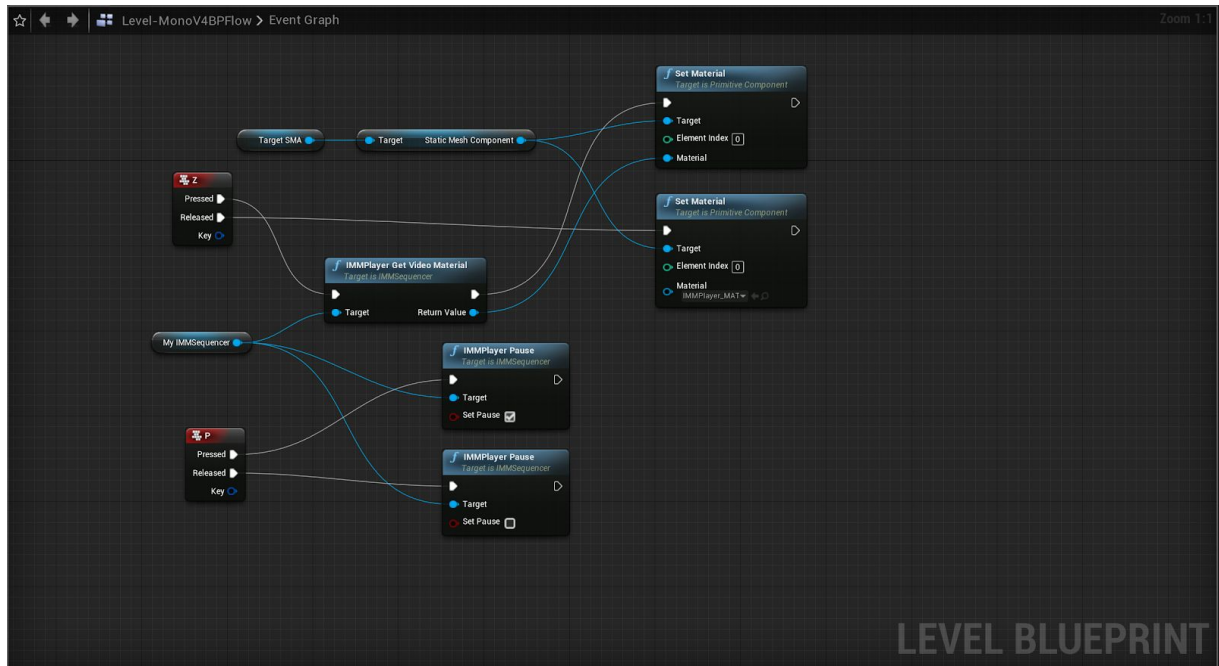 Level-MonoV4BPFlow > Event Graph
Zoom 1:1
Set Material
Target is Primitive Component
Target
Element Index 0
Material
Target SMA
Target Static Mesh Component
Z
Pressed
Released
Key
Set Material
Target is Primitive Component
Target
Element Index 0
Material
IMMPlayer_MAT
IMMPlayer Get Video Material
Target is IMMSequencer
Target Return Value
My IMMSequencer
IMMPlayer Pause
Target is IMMSequencer
Target
Set Pause
P
Pressed
Released
Key
IMMPlayer Pause
Target is IMMSequencer
Target
Set Pause
LEVEL BLUEPRINT